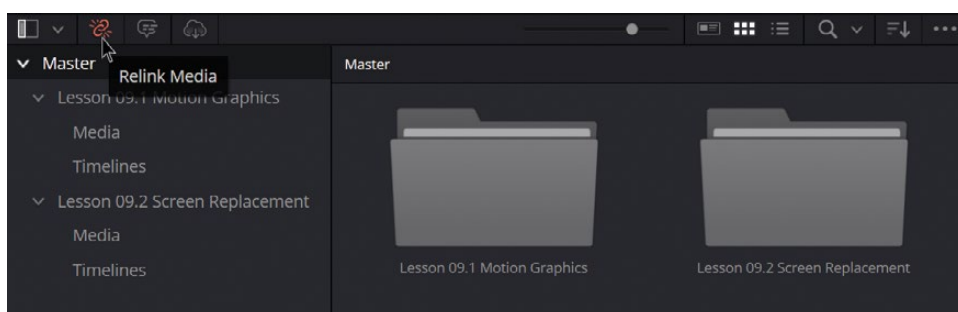 Master
Relink Media
Lesson 09.1 Motion Graphics
Media
Timelines
Lesson 09.2 Screen Replacement
Media
Timelines
Master
Lesson 09.1 Motion Graphics
Lesson 09.2 Screen Replacement